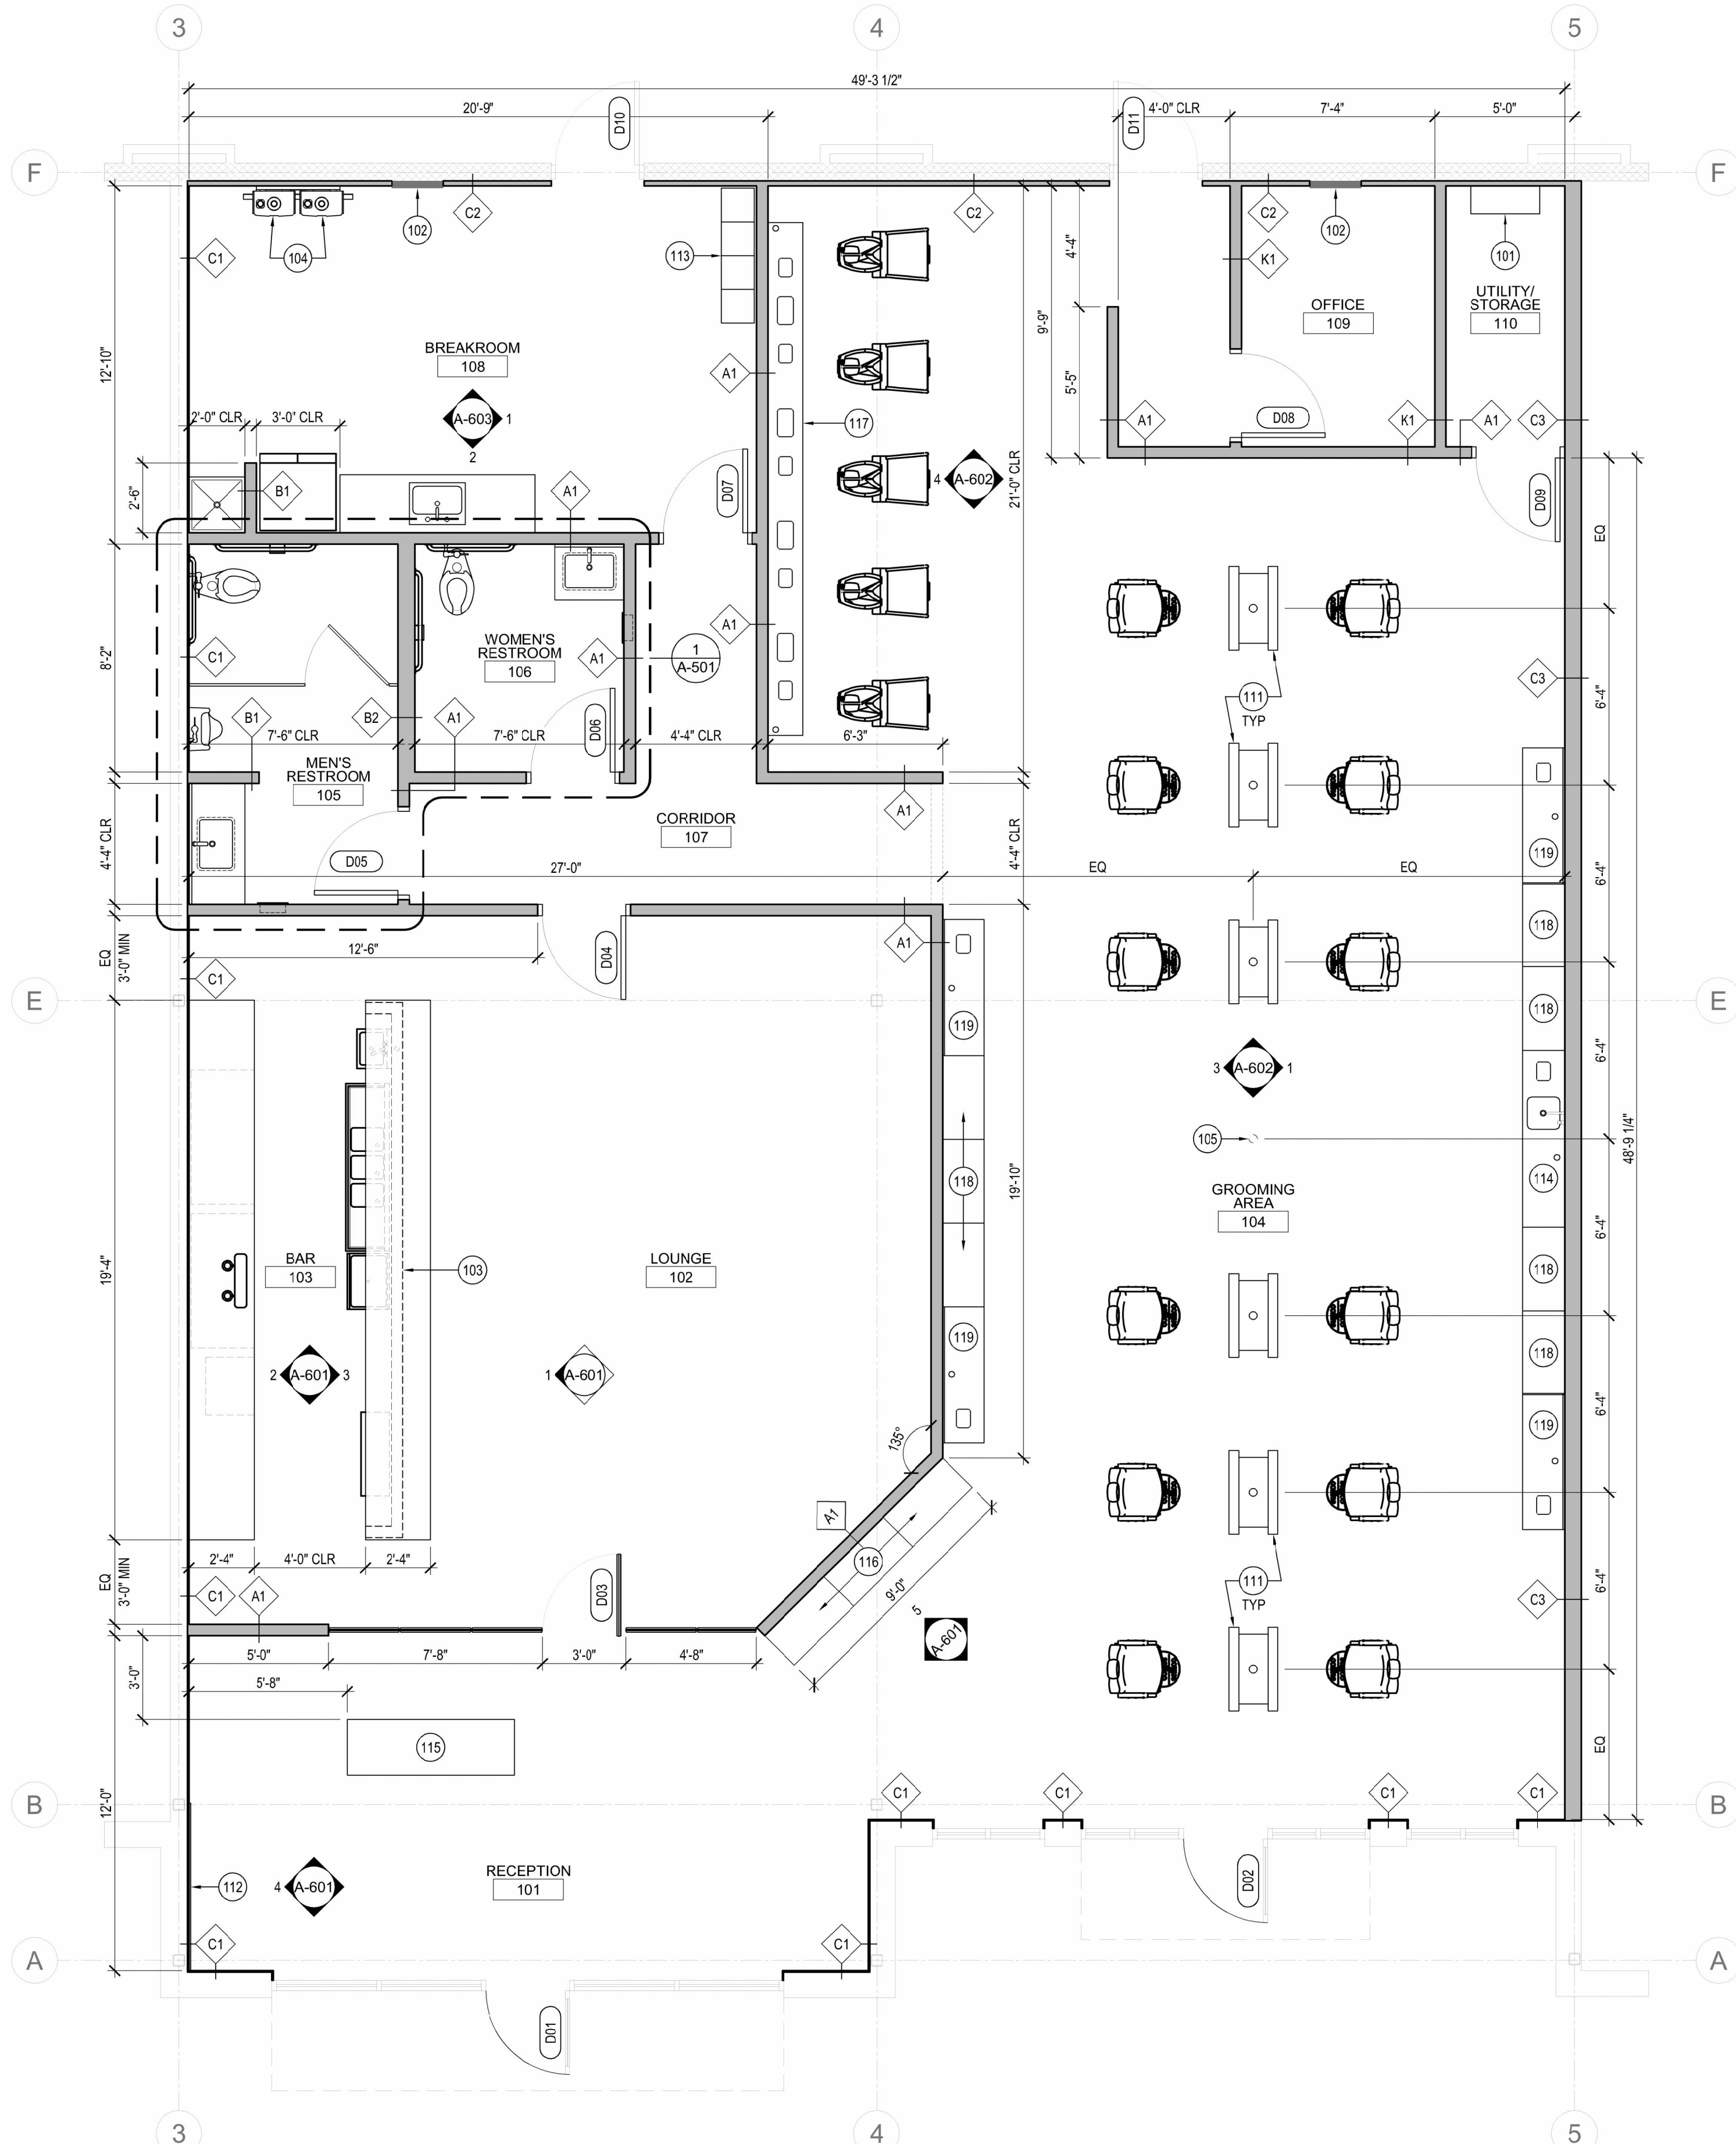 3
4
5
49'-3 1/2"
20'-9"
D10
D11
4'-0" CLR
7'-4"
5'-0"
F
F
C2
C2
C2
102
102
104
C1
113
K1
101
4'-4"
9'-9"
OFFICE
109
UTILITY/
STORAGE
110
BREAKROOM
108
12'-10"
A1
5'-5"
2'-0" CLR
3'-0" CLR
A-603
1
2
117
A1
D08
K1
A1
C3
2'-6"
B1
A1
D07
4
A-602
21'-0" CLR
D09
EQ
8'-2"
C1
WOMEN'S
RESTROOM
106
A1
A1
1
A-501
C3
6'-4"
111
TYP
B1
B2
A1
D06
7'-6" CLR
7'-6" CLR
4'-4" CLR
6'-3"
MEN'S
RESTROOM
105
A1
CORRIDOR
107
4'-4" CLR
4'-4" CLR
D05
119
27'-0"
EQ
EQ
6'-4"
EQ
3'-0" MIN
12'-6"
D04
A1
118
C1
E
E
119
118
6'-4"
3
A-602
1
105
48'-9 1/4"
118
19'-10"
114
GROOMING
AREA
104
6'-4"
19'-4"
BAR
103
103
LOUNGE
102
118
119
118
2
A-601
3
1
A-601
6'-4"
119
135°
A1
116
9'-0"
EQ
3'-0" MIN
2'-4"
4'-0" CLR
2'-4"
C1
A1
D03
111
TYP
C3
6'-4"
5
A-601
5'-0"
7'-8"
3'-0"
4'-8"
3'-0"
5'-8"
115
EQ
12'-0"
C1
C1
C1
C1
B
B
RECEPTION
101
112
4
A-601
D02
C1
C1
A
A
D01
3
4
5